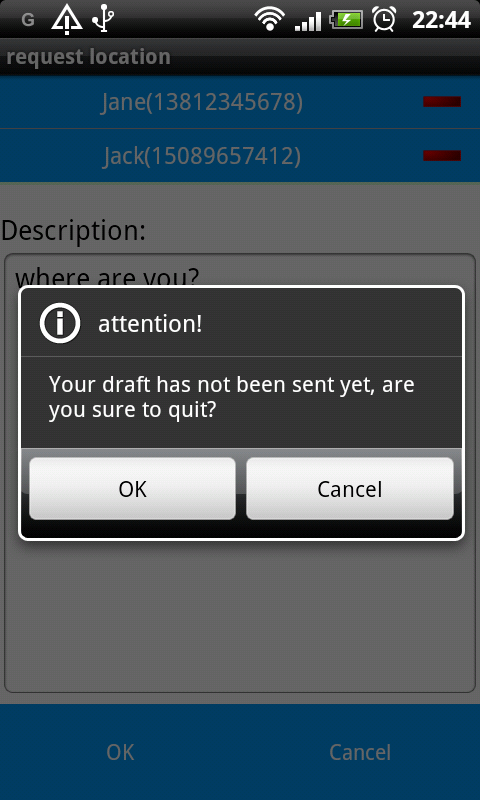 G 22:44
request location
Jane(13812345678)
Jack(15089657412)
Description:
where are you?
attention!
Your draft has not been sent yet, are
you sure to quit?
OK Cancel
OK Cancel